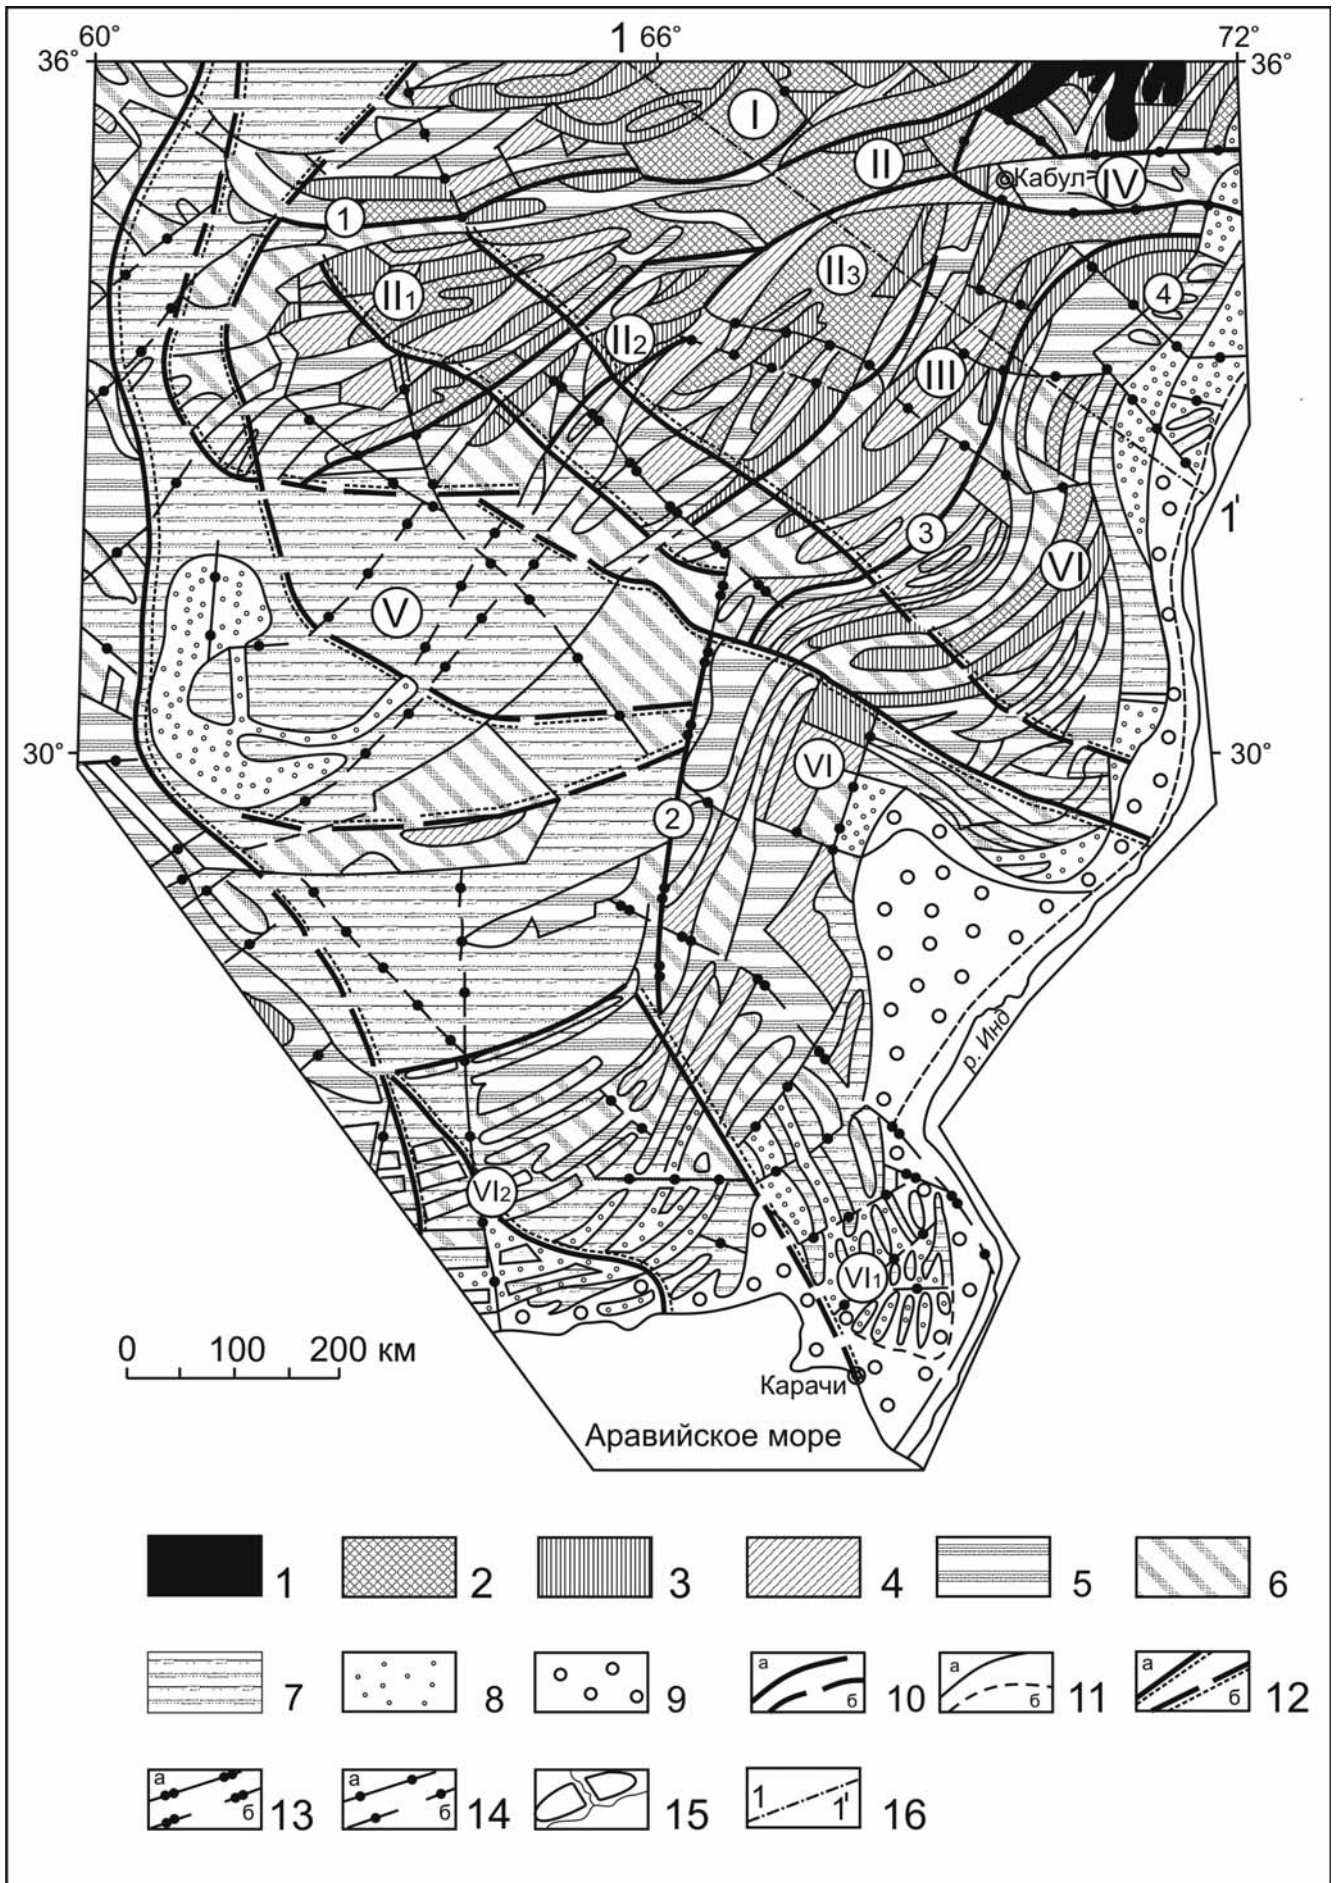 60° 1 66° 72°
36° 36°
I
II
Кабул IV
1
II3
II1 4
II2
III
1'
3
VI
V
30° 30°
VI
2
р. Инд
VI2
VI1
0 100 200 км
Карачи
Аравийское море
1 2 3 4 5 6
7 8 9 а б 10 а б 11 а б 12
а б 13 а б 14 15 1 1' 16